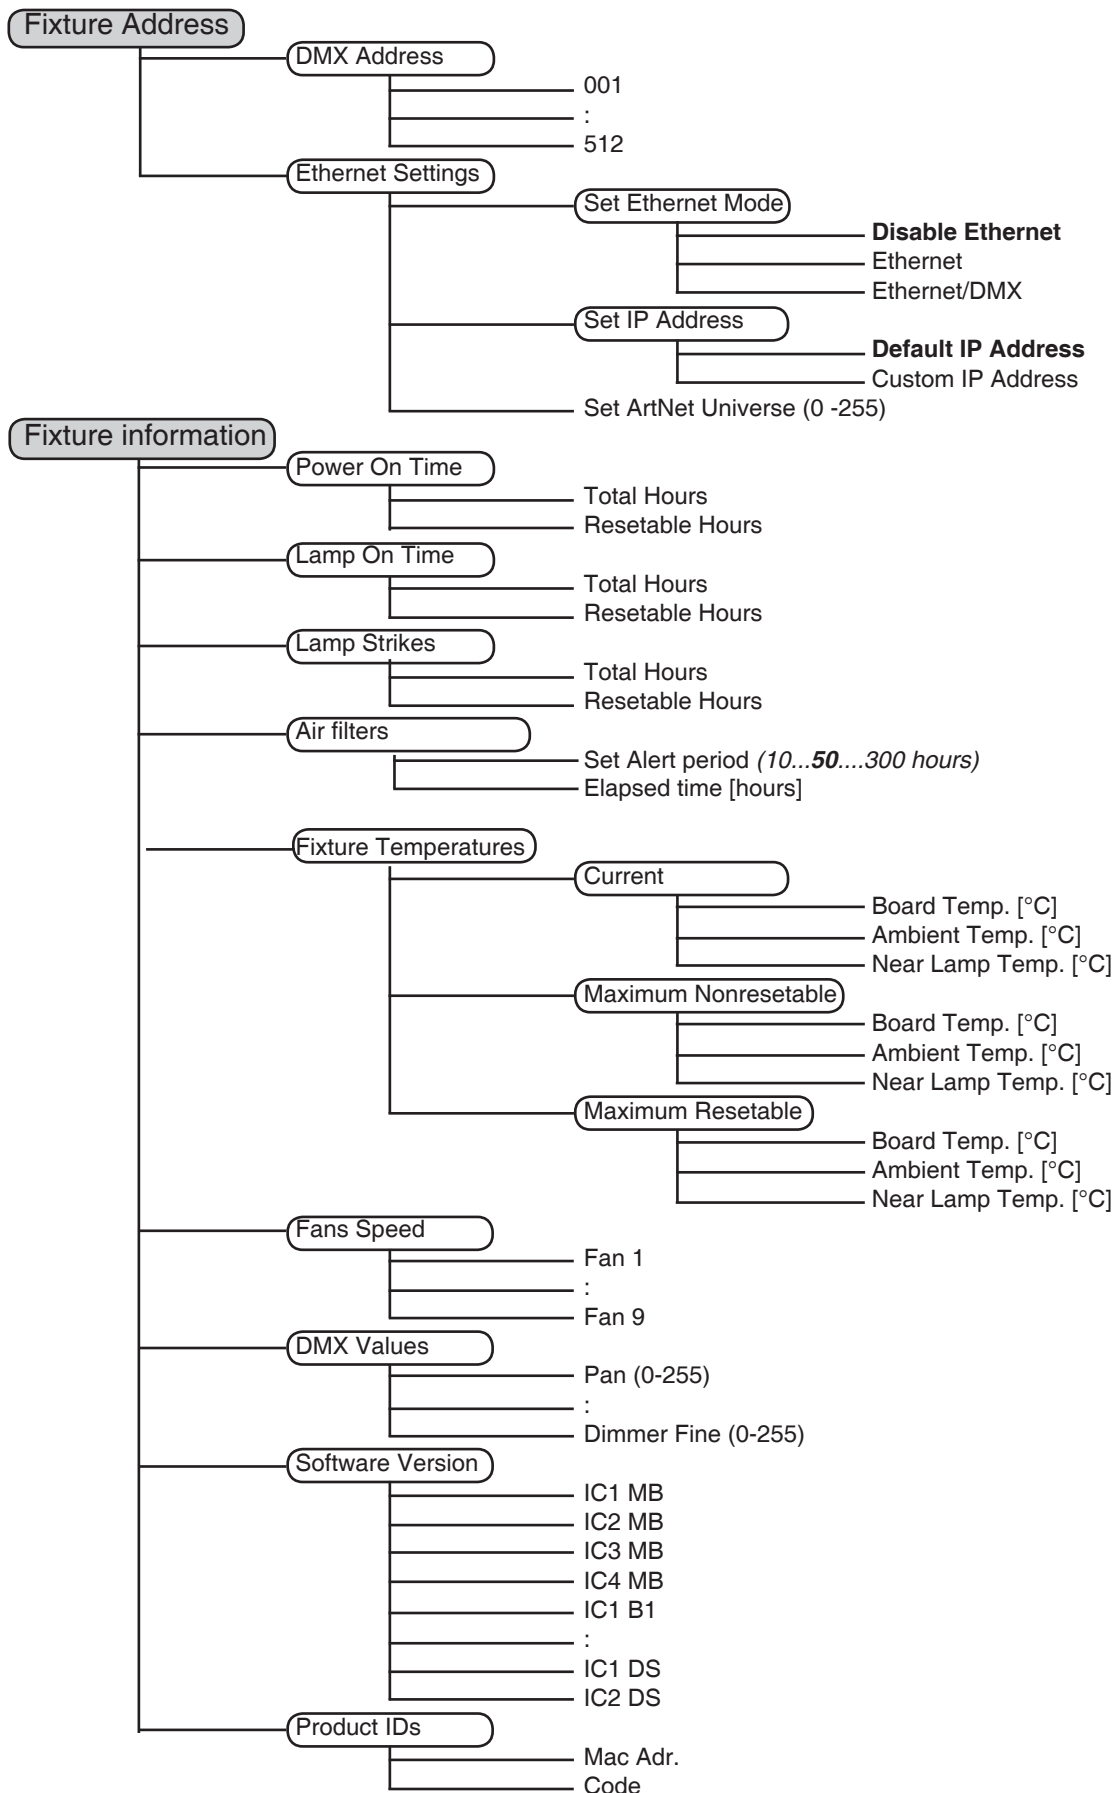 Fixture Address
DMX Address
001
:
512
Ethernet Settings
Set Ethernet Mode
Disable Ethernet
Ethernet
Ethernet/DMX
Set IP Address
Default IP Address
Custom IP Address
Set ArtNet Universe (0 -255)
Fixture information
Power On Time
Total Hours
Resetable Hours
Lamp On Time
Total Hours
Resetable Hours
Lamp Strikes
Total Hours
Resetable Hours
Air filters
Set Alert period (10...50....300 hours)
Elapsed time [hours]
Fixture Temperatures
Current
Board Temp. [°C]
Ambient Temp. [°C]
Near Lamp Temp. [°C]
Maximum Nonresetable
Board Temp. [°C]
Ambient Temp. [°C]
Near Lamp Temp. [°C]
Maximum Resetable
Board Temp. [°C]
Ambient Temp. [°C]
Near Lamp Temp. [°C]
Fans Speed
Fan 1
:
Fan 9
DMX Values
Pan (0-255)
:
Dimmer Fine (0-255)
Software Version
IC1 MB
IC2 MB
IC3 MB
IC4 MB
IC1 B1
:
IC1 DS
IC2 DS
Product IDs
Mac Adr.
Code